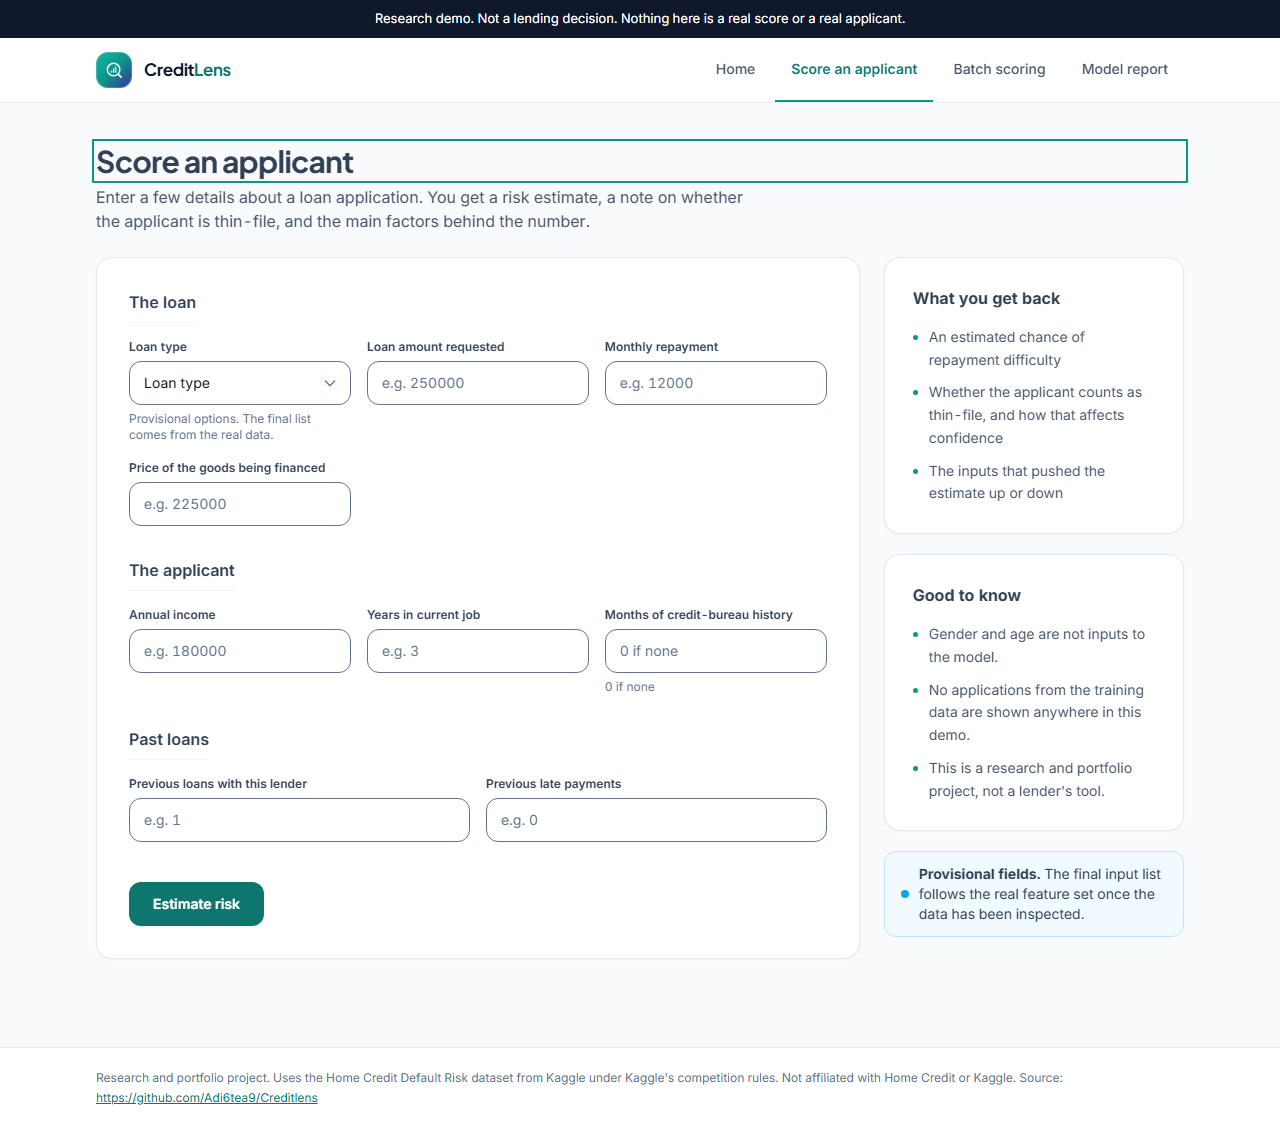 Research demo. Not a lending decision. Nothing here is a real score or a real applicant.
CreditLens
Home
Score an applicant
Batch scoring
Model report
Score an applicant
Enter a few details about a loan application. You get a risk estimate, a note on whether
the applicant is thin-file, and the main factors behind the number.
The loan
Loan type
Loan amount requested
Monthly repayment
Loan type
e.g. 250000
e.g. 12000
Provisional options. The final list
comes from the real data.
Price of the goods being financed
e.g. 225000
The applicant
Annual income
Years in current job
Months of credit-bureau history
e.g. 180000
e.g. 3
0 if none
0 if none
Past loans
Previous loans with this lender
Previous late payments
e.g. 1
e.g. 0
Estimate risk
What you get back
An estimated chance of
repayment difficulty
Whether the applicant counts as
thin-file, and how that affects
confidence
The inputs that pushed the
estimate up or down
Good to know
Gender and age are not inputs to
the model.
No applications from the training
data are shown anywhere in this
demo.
This is a research and portfolio
project, not a lender's tool.
Provisional fields. The final input list
follows the real feature set once the
data has been inspected.
Research and portfolio project. Uses the Home Credit Default Risk dataset from Kaggle under Kaggle's competition rules. Not affiliated with Home Credit or Kaggle. Source:
https://github.com/Adi6tea9/Creditlens